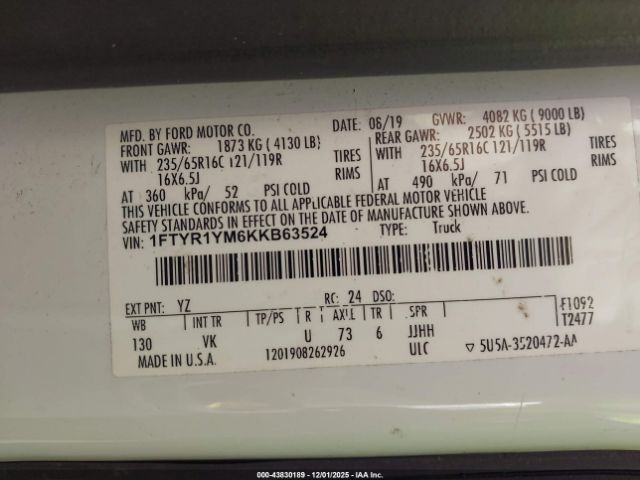 MFD. BY FORD MOTOR CO. DATE: 06/19 GVWR: 4082 KG ( 9000 LB)
FRONT GAWR: 1873 KG ( 4130 LB) REAR GAWR: 2502 KG ( 5515 LB)
WITH 235/65R16C 121/119R TIRES WITH 235/65R16C 121/119R TIRES
16X6.5J RIMS 16X6.5J RIMS
AT 360 kPa/ 52 PSI COLD AT 490 kPa/ 71 PSI COLD
THIS VEHICLE CONFORMS TO ALL APPLICABLE FEDERAL MOTOR VEHICLE
SAFETY STANDARDS IN EFFECT ON THE DATE OF MANUFACTURE SHOWN ABOVE.
VIN: 1FTYR1YM6KKB63524 TYPE: Truck
EXT PNT: YZ RC: 24 DSO: F1092
WB INT TR TP/PS R AXLE TR SPR T2477
130 VK U 73 6 JJHH
MADE IN U.S.A. 1201908262926 ULC ▽ 5U5A-3520472-AA
000-43830189 - 12/01/2025 - IAA Inc.